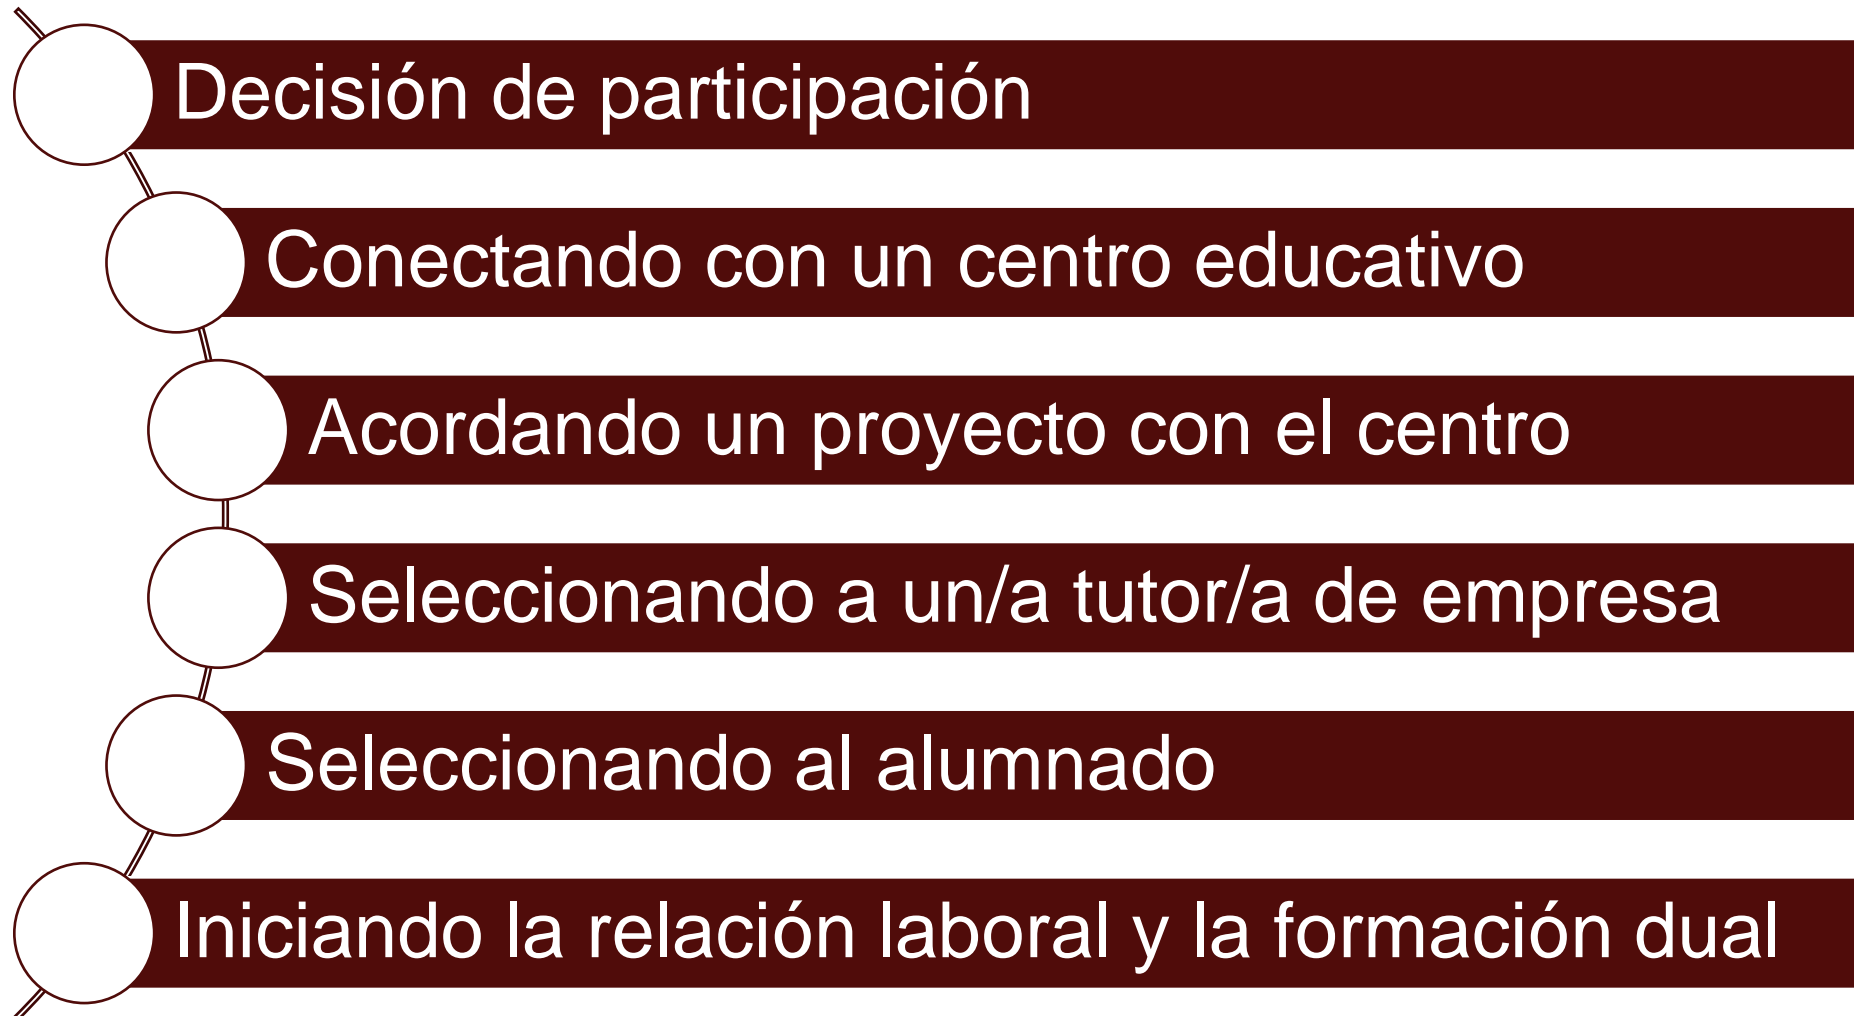 Decisión de participación
Conectando con un centro educativo
Acordando un proyecto con el centro
Seleccionando a un/a tutor/a de empresa
Seleccionando al alumnado
Iniciando la relación laboral y la formación dual